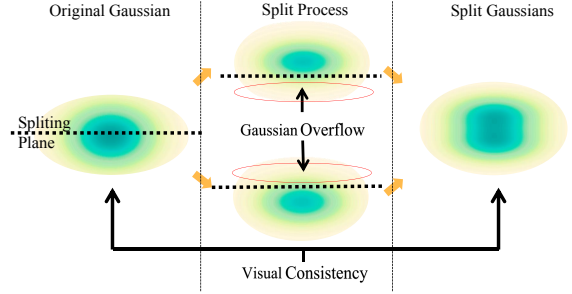 Original Gaussian
Split Process
Split Gaussians
Spliting
Plane
Gaussian Overflow
Visual Consistency